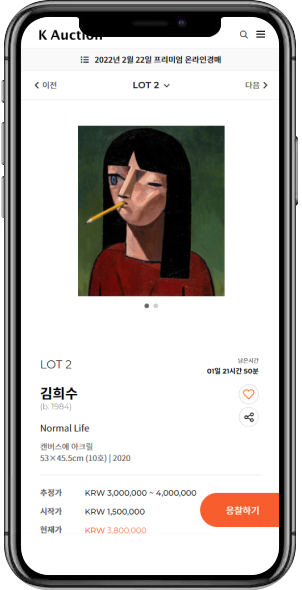 K Auction
2022년 2월 22일 프리미엄 온라인경매
이전 LOT 2 다음
LOT 2
남은시간
01일 21시간 50분
김희수
(b. 1984)
Normal Life
캔버스에 아크릴
53×45.5cm (10호) | 2020
추정가 KRW 3,000,000 ~ 4,000,000
시작가 KRW 1,500,000
현재가 KRW 3,800,000
응찰하기